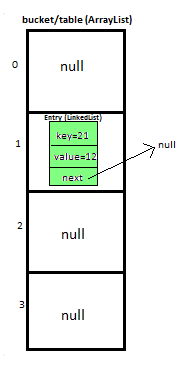 bucket/table (ArrayList)
0
null
Entry (LinkedList)
1
key=21
value=12
next
null
2
null
3
null